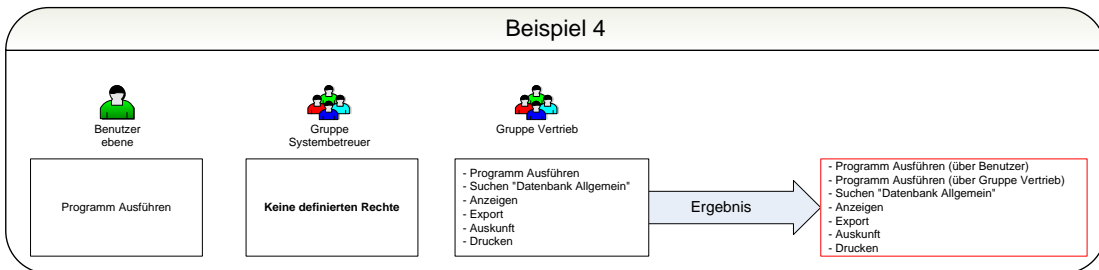 Beispiel 4
Benutzer
ebene
Gruppe
Systembetreuer
Gruppe Vertrieb
Programm Ausführen
Keine definierten Rechte
- Programm Ausführen
- Suchen "Datenbank Allgemein"
- Anzeigen
- Export
- Auskunft
- Drucken
Ergebnis
- Programm Ausführen (über Benutzer)
- Programm Ausführen (über Gruppe Vertrieb)
- Suchen "Datenbank Allgemein"
- Anzeigen
- Export
- Auskunft
- Drucken